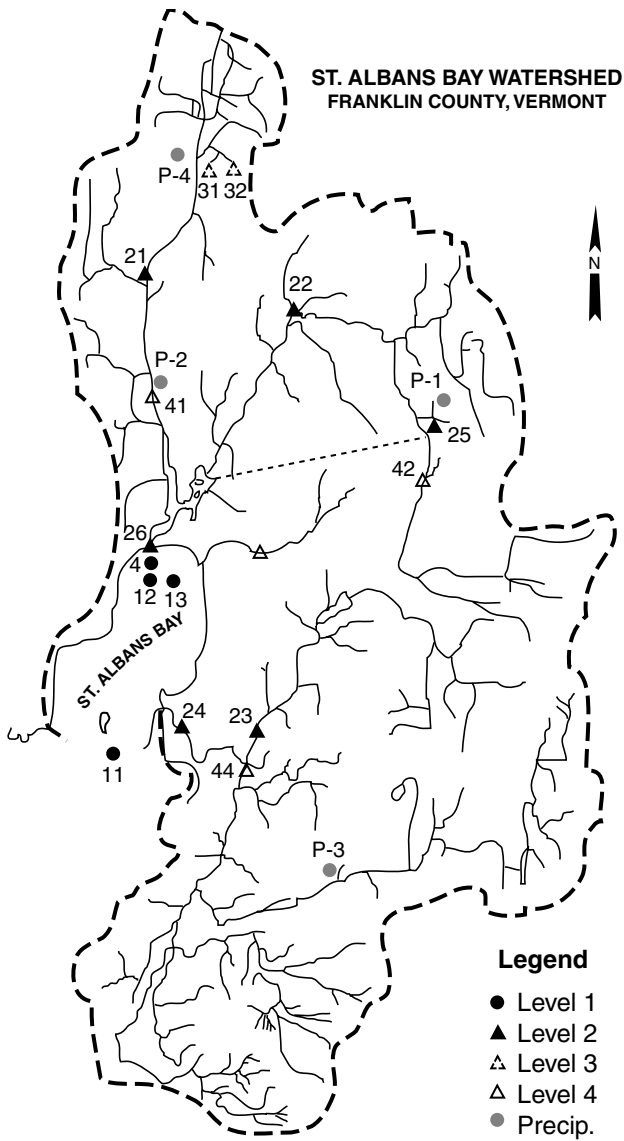 ST. ALBANS BAY WATERSHED
FRANKLIN COUNTY, VERMONT
P-4
31 32
N
21
22
P-2
P-1
41
25
42
26
4
12
13
ST. ALBANS BAY
24
23
11
44
P-3
Legend
Level 1
Level 2
Level 3
Level 4
Precip.